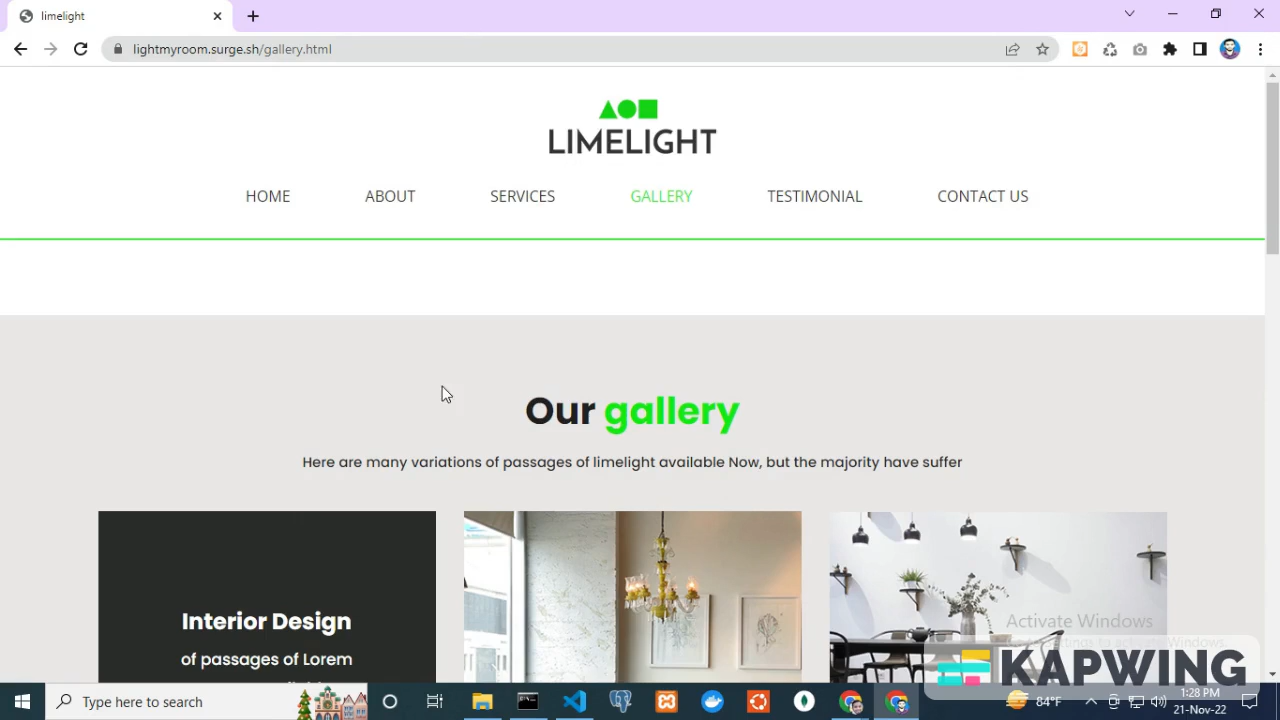 limelight
lightmyroom.surge.sh/gallery.html
LIMELIGHT
HOME
ABOUT
SERVICES
GALLERY
TESTIMONIAL
CONTACT US
Our gallery
Here are many variations of passages of limelight available Now, but the majority have suffer
Interior Design
of passages of Lorem
Activate Windows
KAPWING
Type here to search
84°F
1:28 PM
21-Nov-22